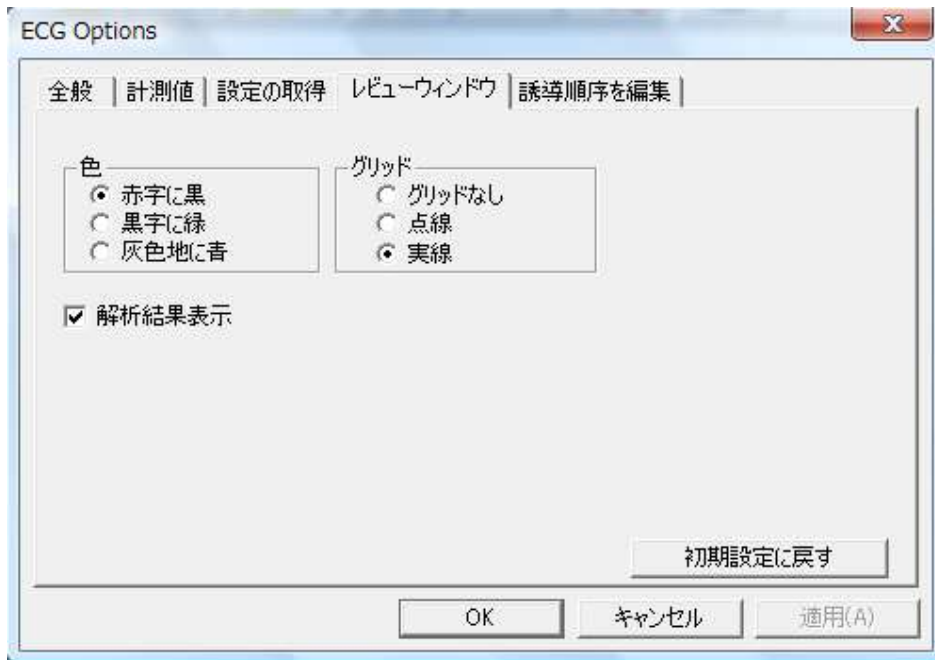 ECG Options
全般 計測値 設定の取得 レビューウィンドウ 誘導順序を編集
色
赤字に黒
黒字に緑
灰色地に青
グリッド
グリッドなし
点線
実線
解析結果表示
初期設定に戻す
OK キャンセル 適用(A)